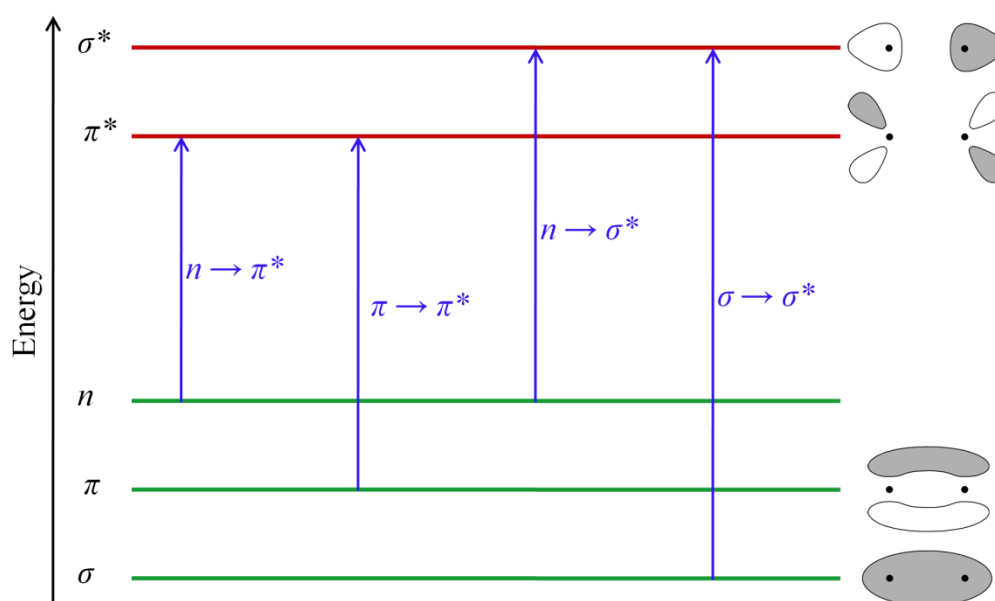 σ*
π*
n → σ*
n → π*
π → π*
σ → σ*
Energy
n
π
σ